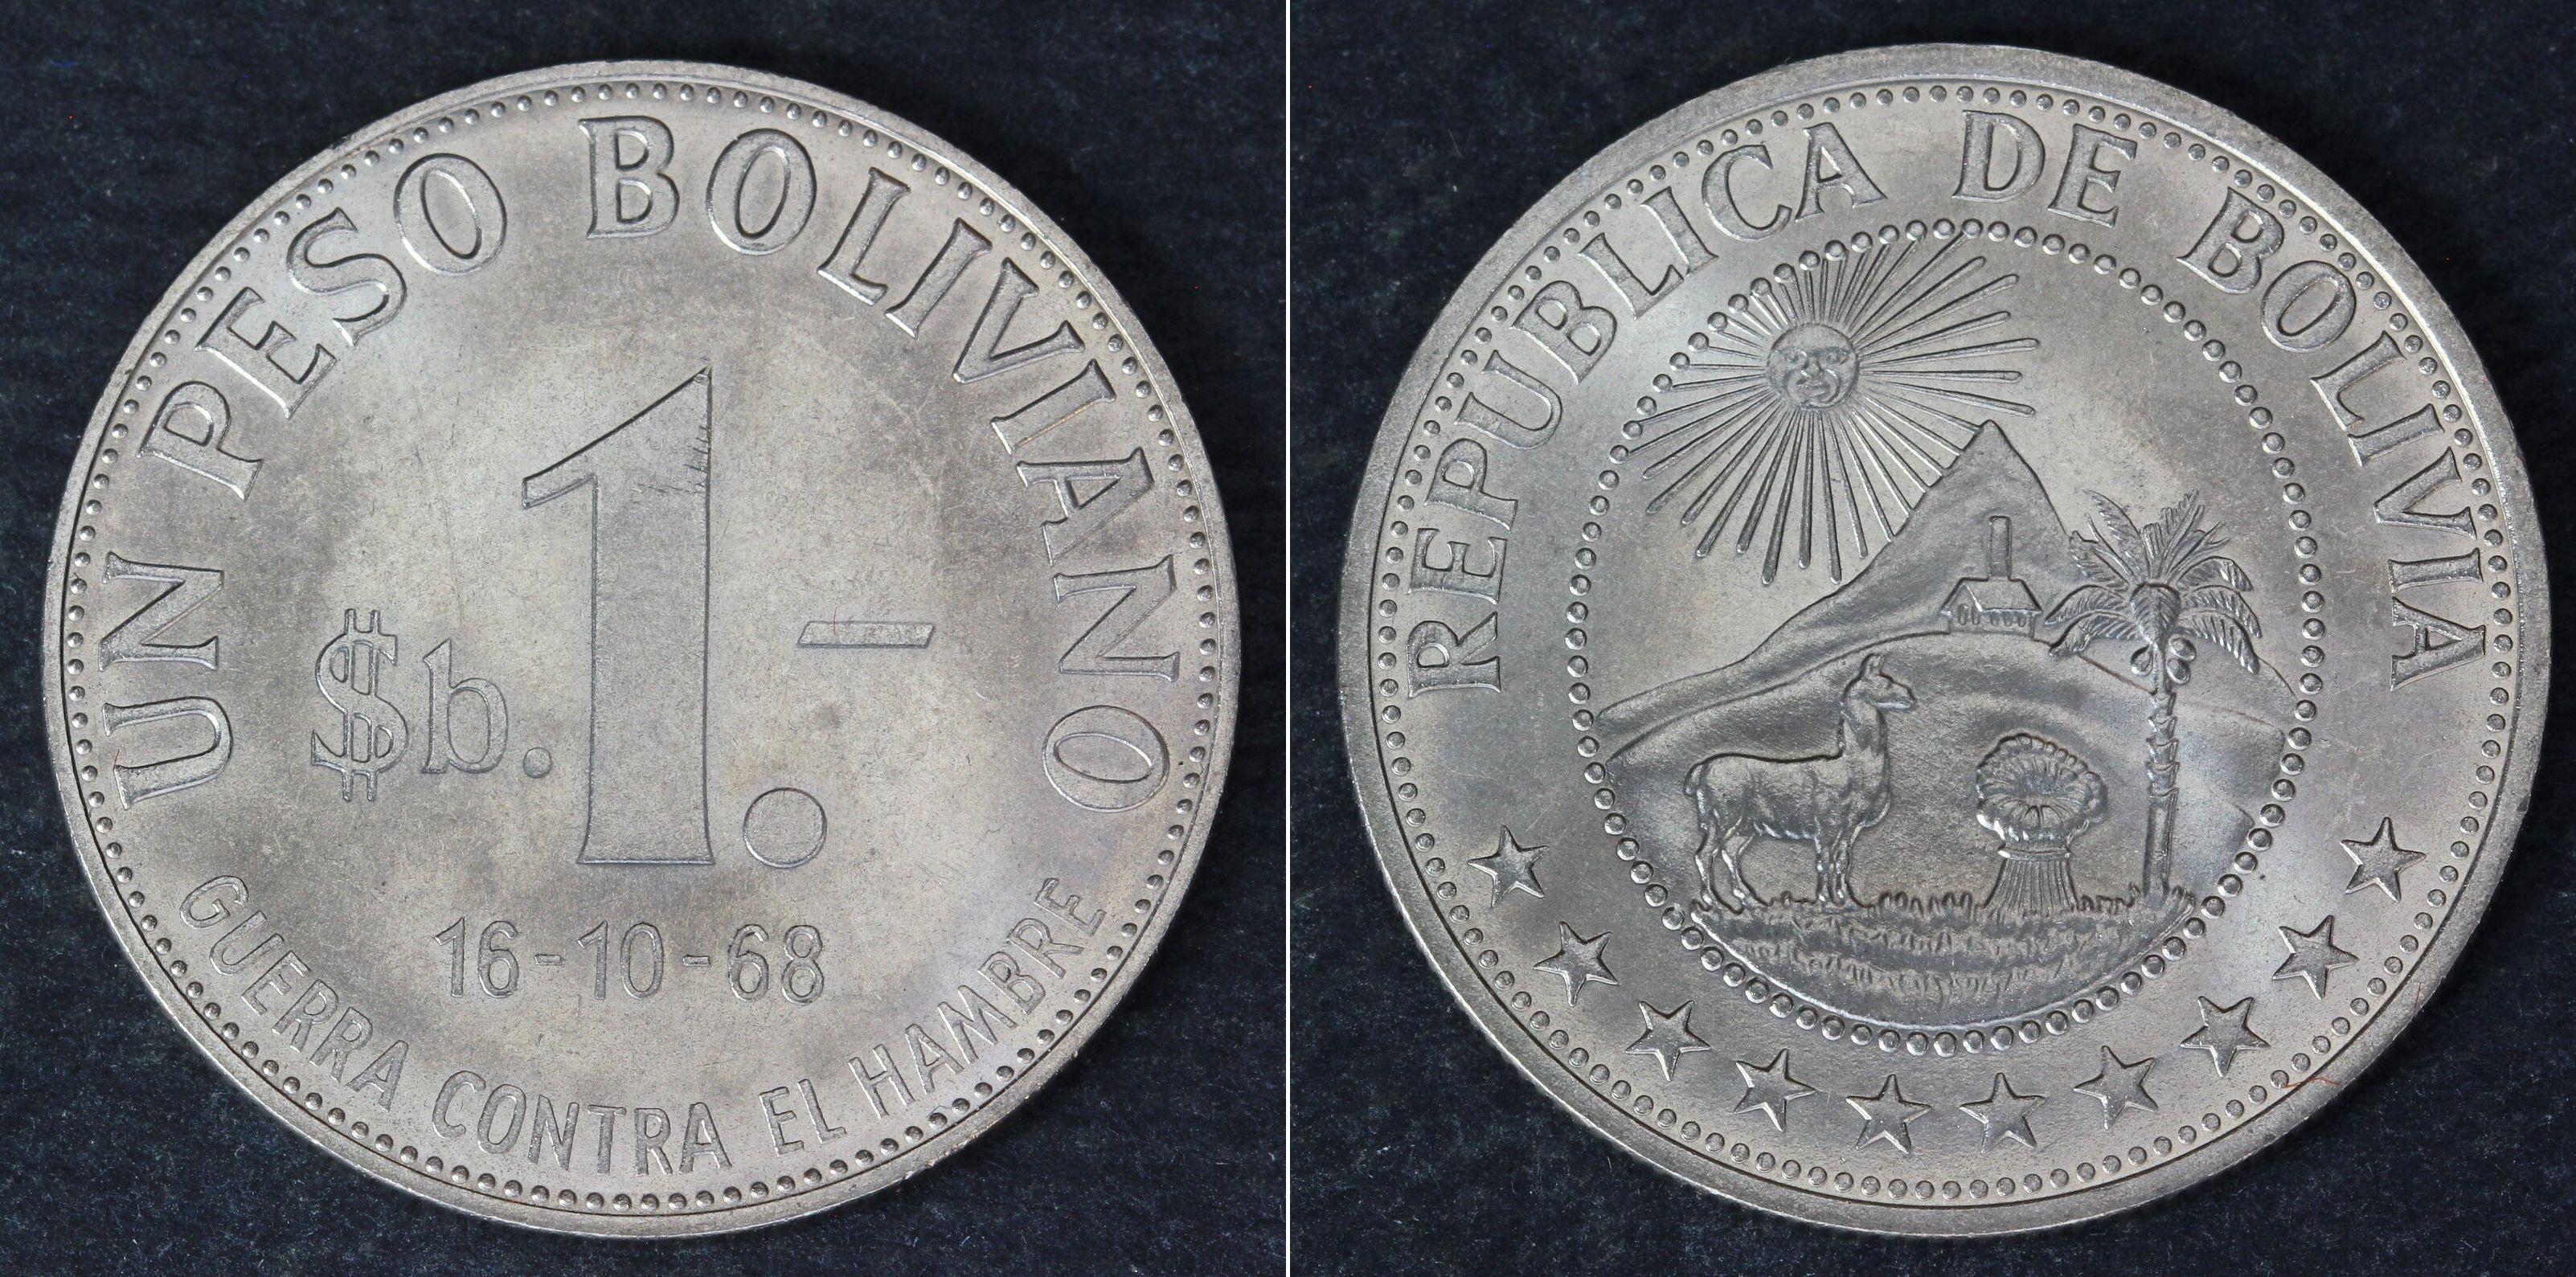 UN PESO BOLIVIANO
$b. 1.-
16-10-68
GUERRA CONTRA EL HAMBRE
REPUBLICA DE BOLIVIA